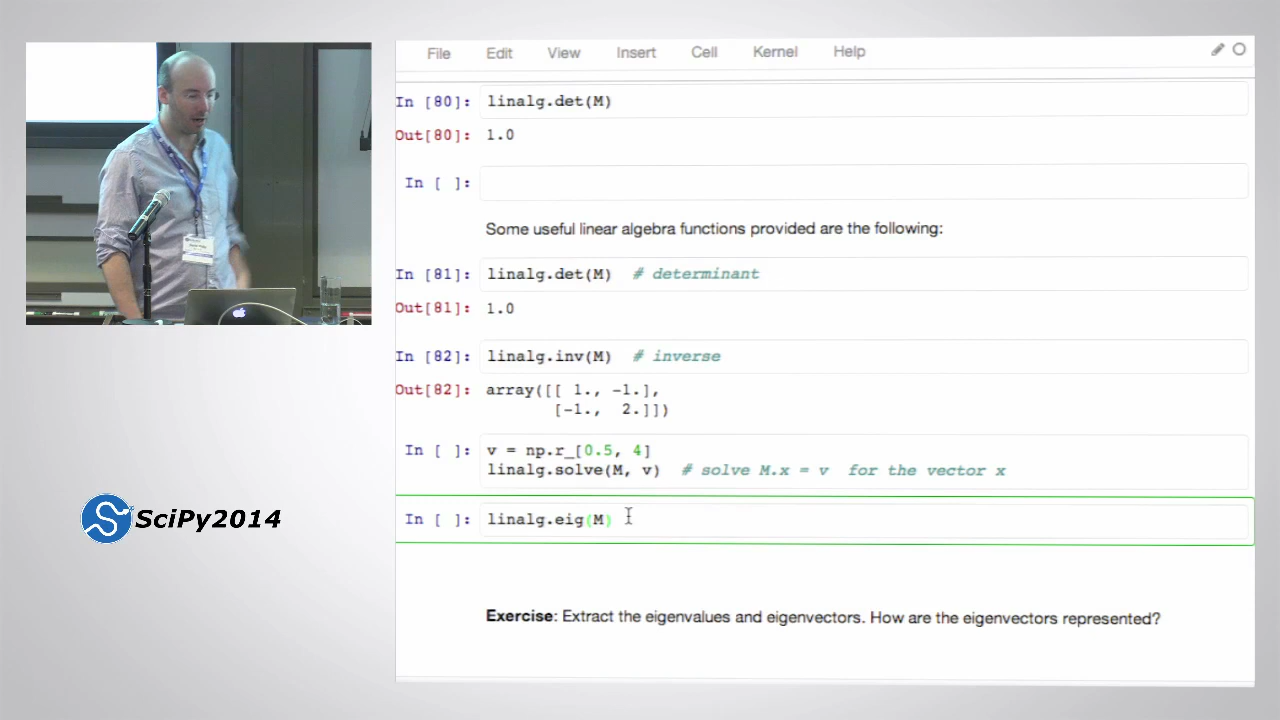 File Edit View Insert Cell Kernel Help
In [80]: linalg.det(M)
Out[80]: 1.0
In [ ]:
Some useful linear algebra functions provided are the following:
In [81]: linalg.det(M) # determinant
Out[81]: 1.0
In [82]: linalg.inv(M) # inverse
Out[82]: array([[ 1., -1.],
[-1., 2.]])
In [ ]: v = np.r_[0.5, 4]
linalg.solve(M, v) # solve M.x = v for the vector x
In [ ]: linalg.eig(M)
Exercise: Extract the eigenvalues and eigenvectors. How are the eigenvectors represented?
SciPy2014